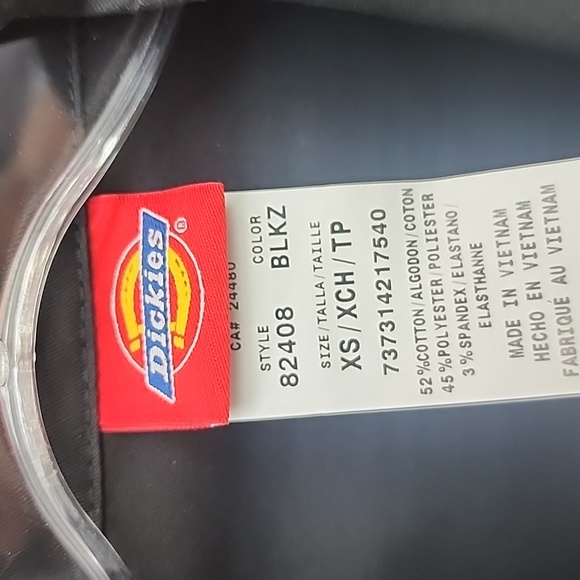 Dickies®
CA# 24480
STYLE COLOR
82408 BLKZ
SIZE/TALLA/TAILLE
XS/XCH/TP
737314217540
52%COTTON/ALGODON/COTON
45%POLYESTER/POLIESTER
3%SPANDEX/ELASTANO/
ELASTHANNE
MADE IN VIETNAM
HECHO EN VIETNAM
FABRIQUÉ AU VIETNAM